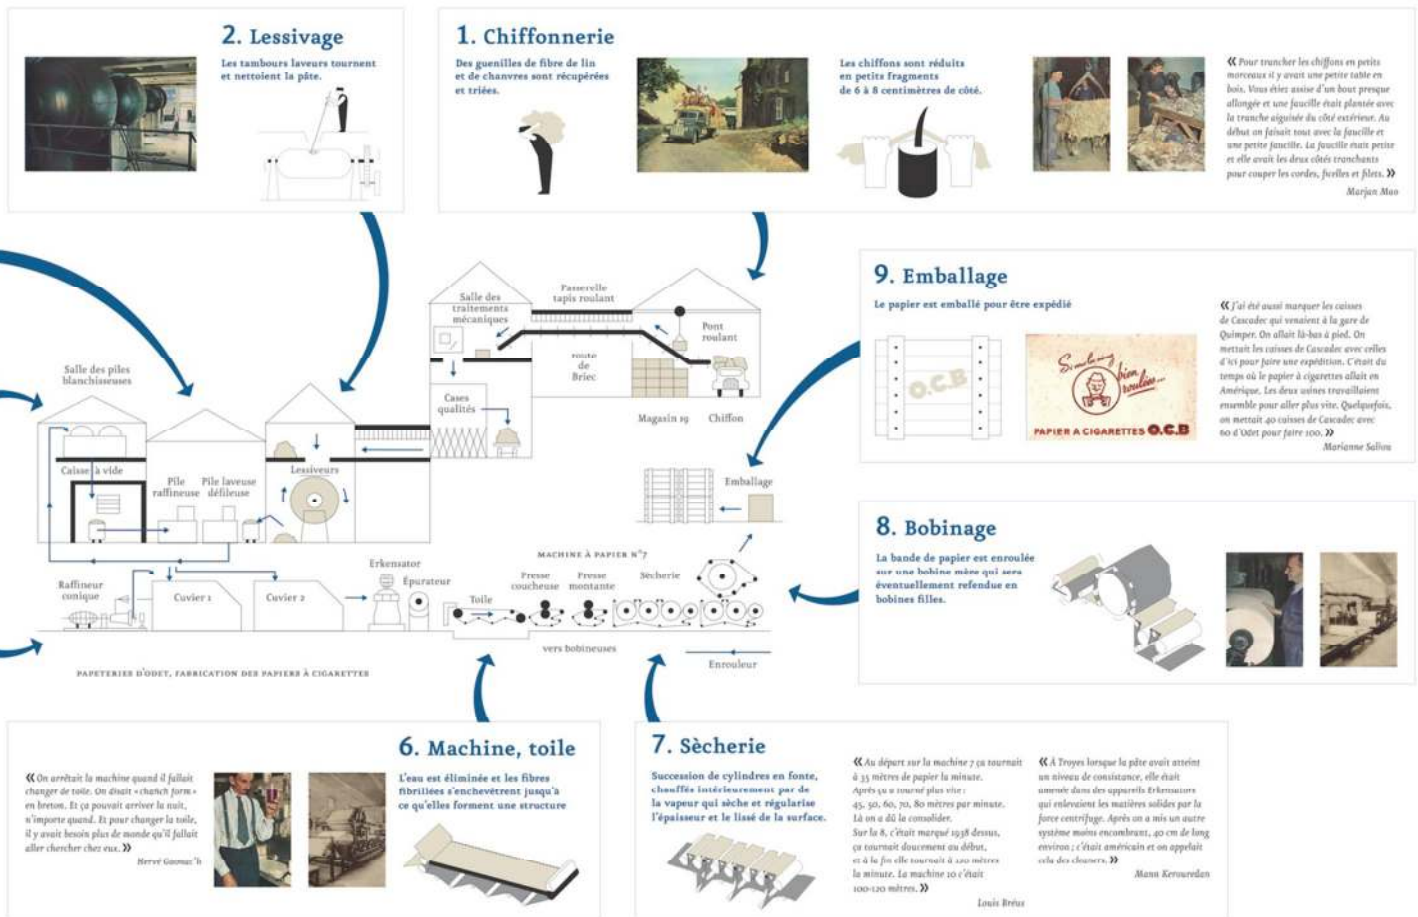 2. Lessivage
Les tambours laveurs tournent
et nettoient la pâte.
1. Chiffonnerie
Des guenilles de fibre de lin
et de chanvres sont récupérées
et triées.
Les chiffons sont réduits
en petits fragments
de 6 à 8 centimètres de côté.
« Pour trancher les chiffons en petits
morceaux il y avait une petite table en
bois. Vous étiez assise d'un bout presque
allongée et une faucille était plantée avec
la tranche aiguisée du côté extérieur. Au
début on faisait tout avec la faucille et
une petite faucille. La faucille était petite
et elle avait les deux côtés tranchants
pour couper les cordes, ficelles et filets. »
Marjan Mao
Salle des
traitements
mécaniques
Passerelle
tapis roulant
Pont
roulant
route
de
Briec
Cases
qualités
Magasin 19
Chiffon
Salle des piles
blanchisseuses
Caisse à vide
Pile
raffineuse
Pile laveuse
défileuse
Lessiveurs
Emballage
MACHINE À PAPIER N°7
Raffineur
conique
Cuvier 1
Cuvier 2
Erkensator
Épurateur
Toile
Presse
coucheuse
Presse
montante
Sècherie
vers bobineuses
Enrouleur
PAPETERIES D'ODET, FABRICATION DES PAPIERS À CIGARETTES
9. Emballage
Le papier est emballé pour être expédié
O.C.B
Smoking
bien
roulées...
PAPIER A CIGARETTES O.C.B
« J'ai été aussi marquer les caisses
de Cascadec qui venaient à la gare de
Quimper. On allait là-bas à pied. On
mettait les caisses de Cascadec avec celles
d'ici pour faire une expédition. C'était du
temps où le papier à cigarettes allait en
Amérique. Les deux usines travaillaient
ensemble pour aller plus vite. Quelquefois,
on mettait 40 caisses de Cascadec avec
60 d'Odet pour faire 100. »
Marianne Saliou
8. Bobinage
La bande de papier est enroulée
sur une bobine mère qui sera
éventuellement refendue en
bobines filles.
6. Machine, toile
L'eau est éliminée et les fibres
fibrillées s'enchevêtrent jusqu'à
ce qu'elles forment une structure
« On arrêtait la machine quand il fallait
changer de toile. On disait «chanch form»
en breton. Et ça pouvait arriver la nuit,
n'importe quand. Et pour changer la toile,
il y avait besoin plus de monde qu'il fallait
aller chercher chez eux. »
Hervé Gaonac'h
7. Sècherie
Succession de cylindres en fonte,
chauffés intérieurement par de
la vapeur qui sèche et régularise
l'épaisseur et le lissé de la surface.
« Au départ sur la machine 7 ça tournait
à 35 mètres de papier la minute.
Après ça a tourné plus vite :
45, 50, 60, 70, 80 mètres par minute.
Là on a dû la consolider.
Sur la 8, c'était marqué 1938 dessus,
ça tournait doucement au début,
et à la fin elle tournait à 120 mètres
la minute. La machine 10 c'était
100-120 mètres. »
Louis Bréus
« À Troyes lorsque la pâte avait atteint
un niveau de consistance, elle était
amenée dans des appareils Erkensators
qui enlevaient les matières solides par la
force centrifuge. Après on a mis un autre
système moins encombrant, 40 cm de long
environ ; c'était américain et on appelait
cela des cleaners. »
Mann Kerouredan